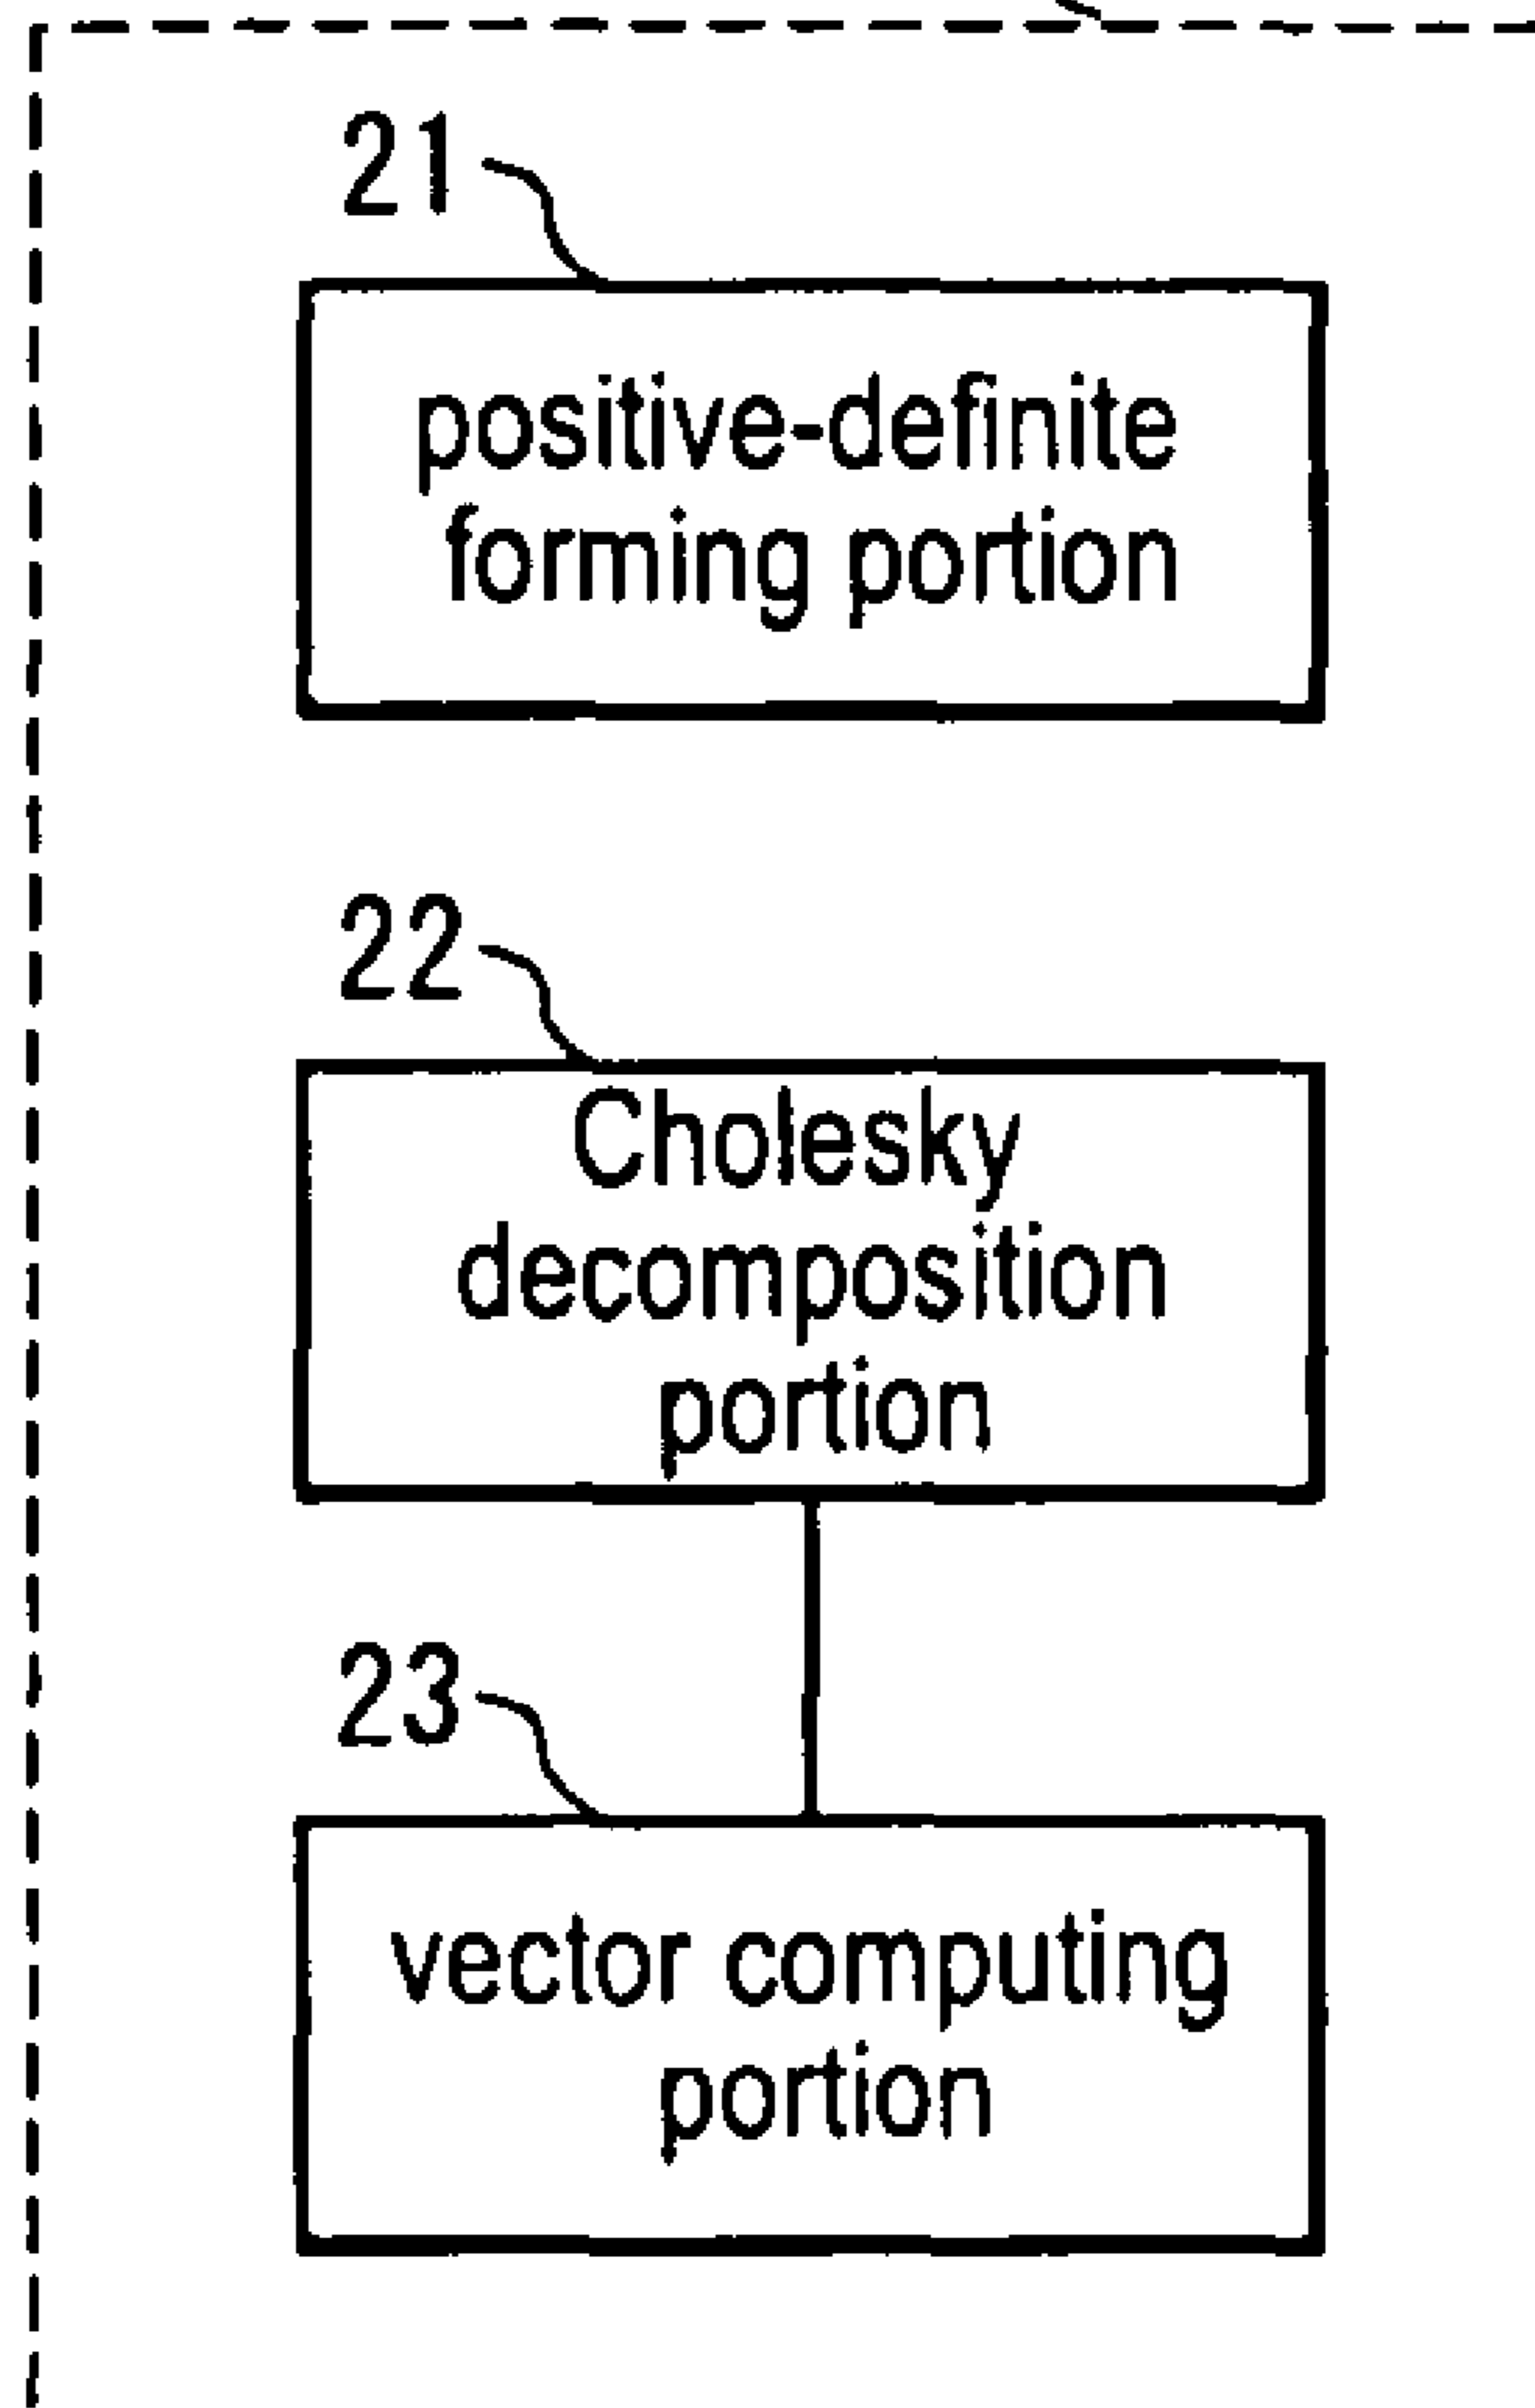 21
positive-definite
forming portion
22
Cholesky
decomposition
portion
23
vector computing
portion